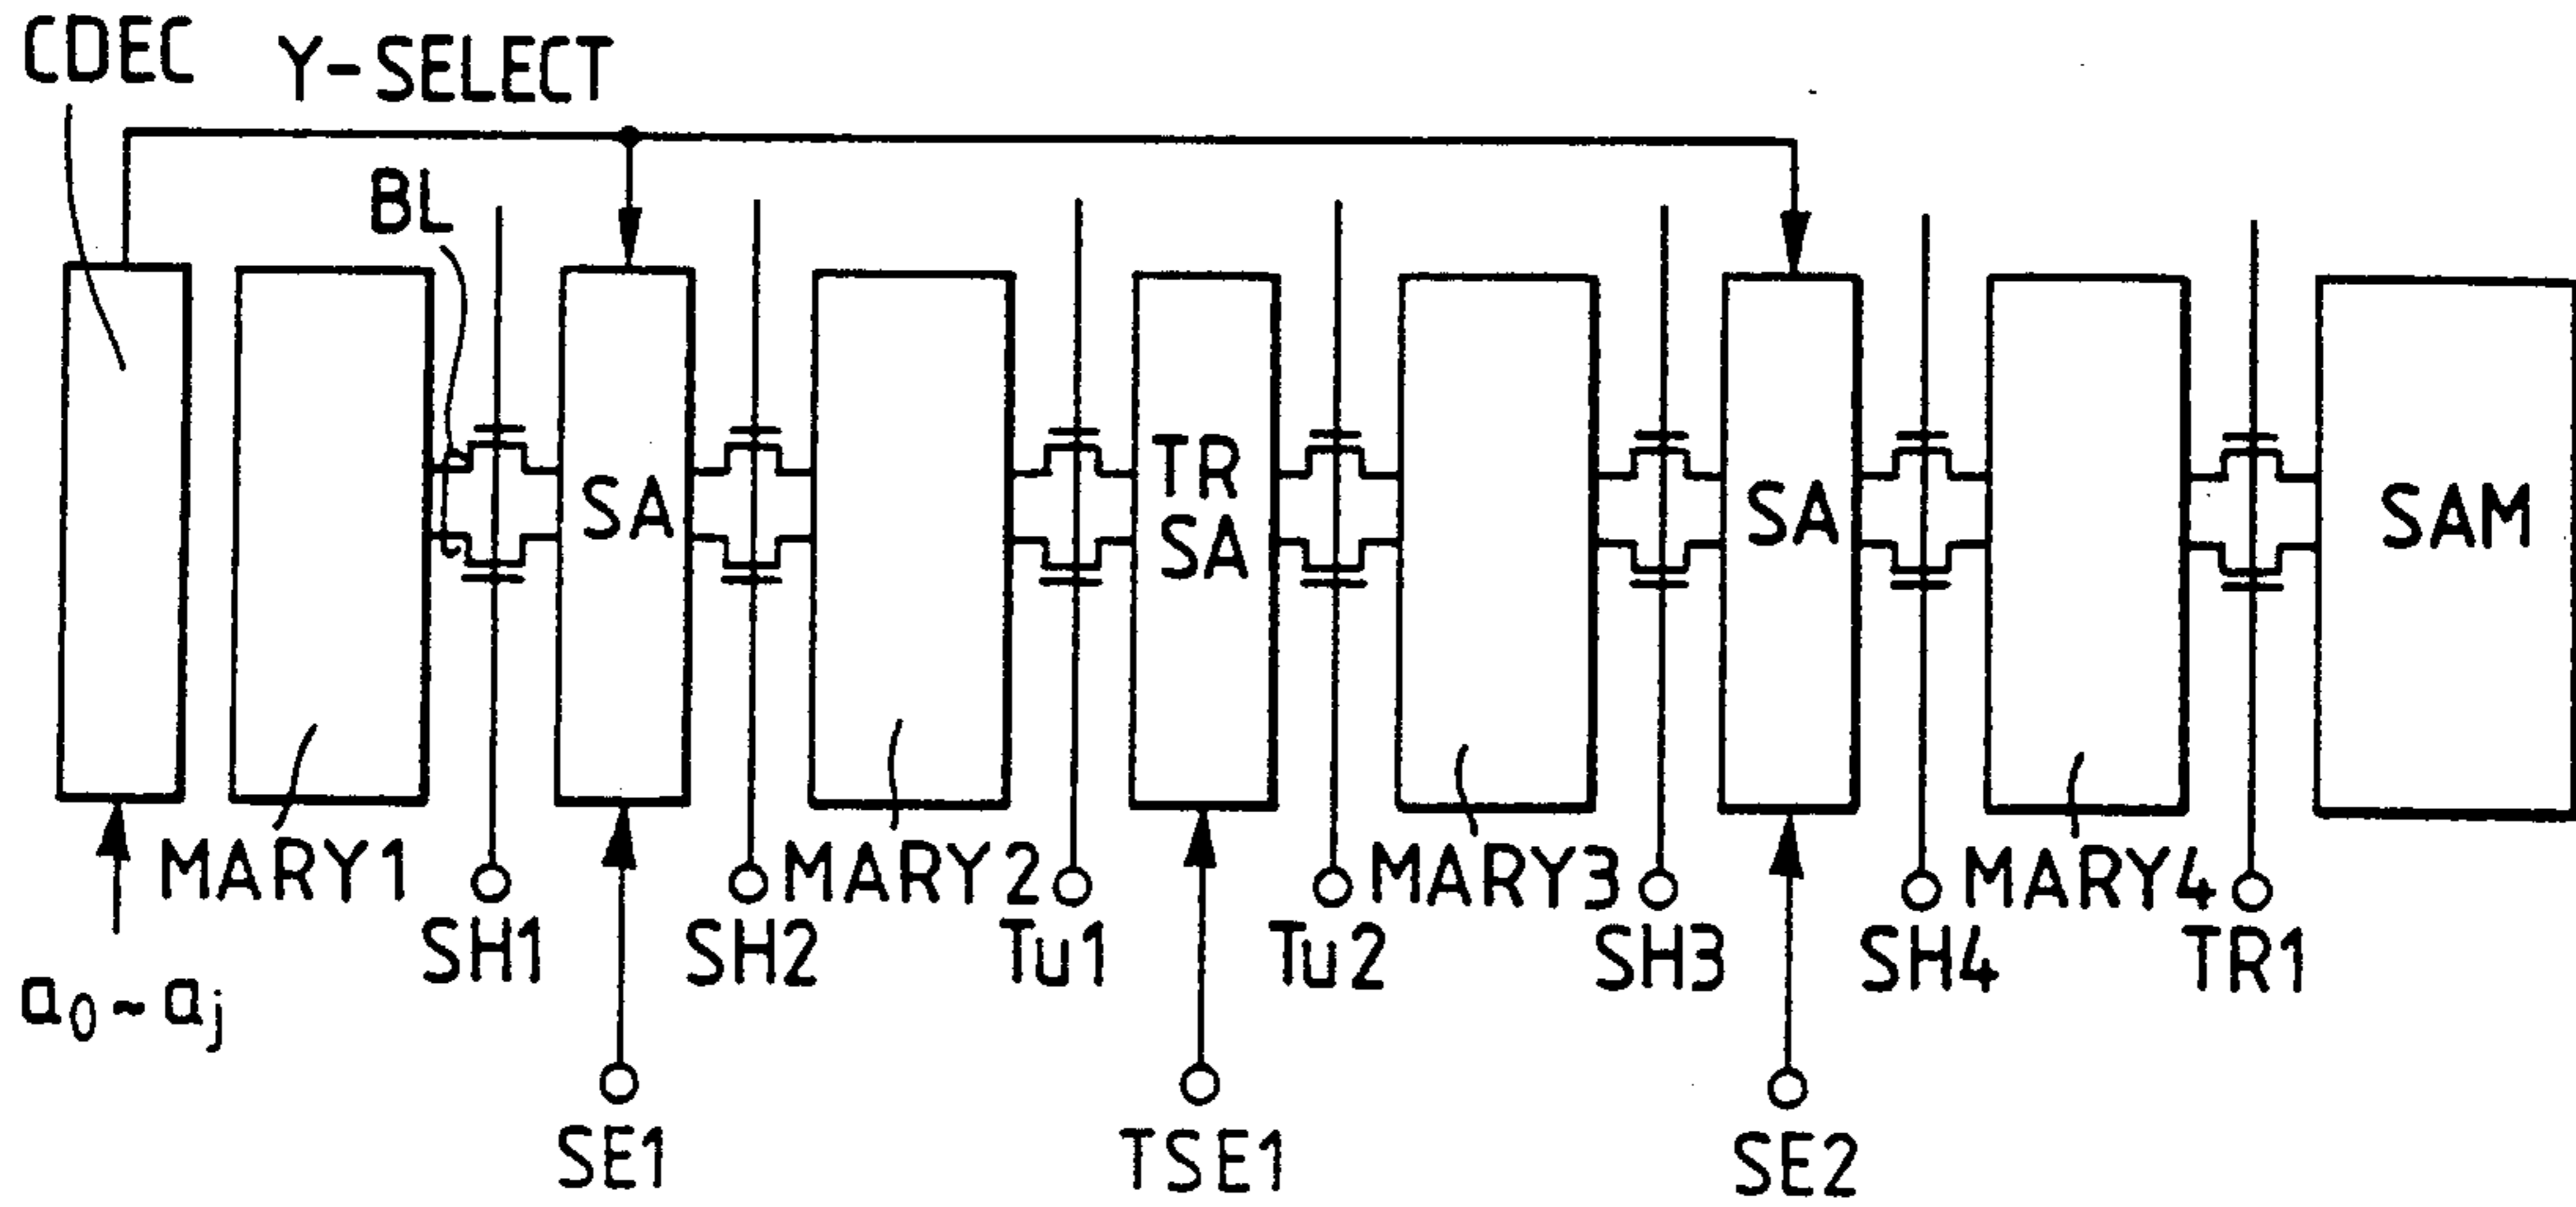 CDEC
Y-SELECT
BL
SA
TR
SA
SA
SAM
MARY1
MARY2
MARY3
MARY4
SH1
SH2
Tu1
Tu2
SH3
SH4
TR1
a0~aj
SE1
TSE1
SE2